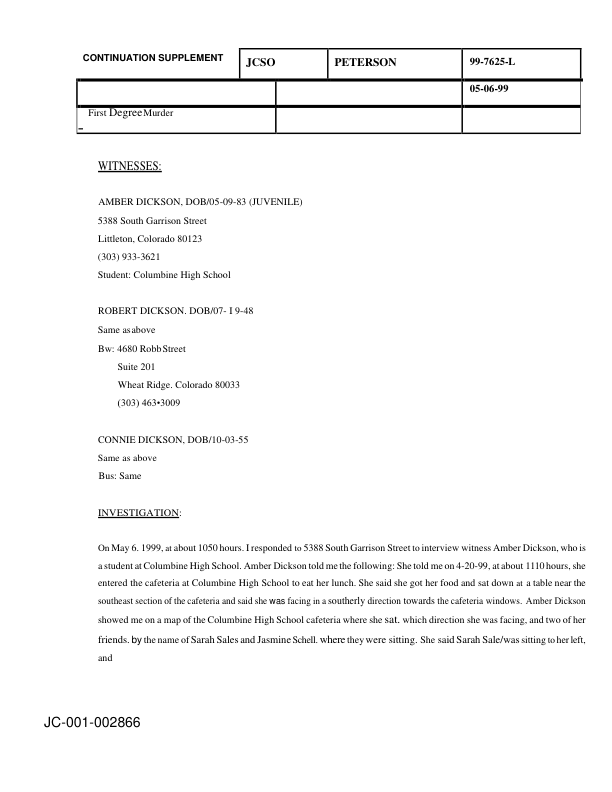 CONTINUATION SUPPLEMENT JCSO PETERSON 99-7625-L
05-06-99
First Degree Murder
WITNESSES:
AMBER DICKSON, DOB/05-09-83 (JUVENILE)
5388 South Garrison Street
Littleton, Colorado 80123
(303) 933-3621
Student: Columbine High School
ROBERT DICKSON. DOB/07- I 9-48
Same as above
Bw: 4680 Robb Street
Suite 201
Wheat Ridge. Colorado 80033
(303) 463•3009
CONNIE DICKSON, DOB/10-03-55
Same as above
Bus: Same
INVESTIGATION:
On May 6. 1999, at about 1050 hours. I responded to 5388 South Garrison Street to interview witness Amber Dickson, who is
a student at Columbine High School. Amber Dickson told me the following: She told me on 4-20-99, at about 1110 hours, she
entered the cafeteria at Columbine High School to eat her lunch. She said she got her food and sat down at a table near the
southeast section of the cafeteria and said she was facing in a southerly direction towards the cafeteria windows. Amber Dickson
showed me on a map of the Columbine High School cafeteria where she sat. which direction she was facing, and two of her
friends. by the name of Sarah Sales and Jasmine Schell. where they were sitting. She said Sarah Sale/was sitting to her left,
and
JC-001-002866